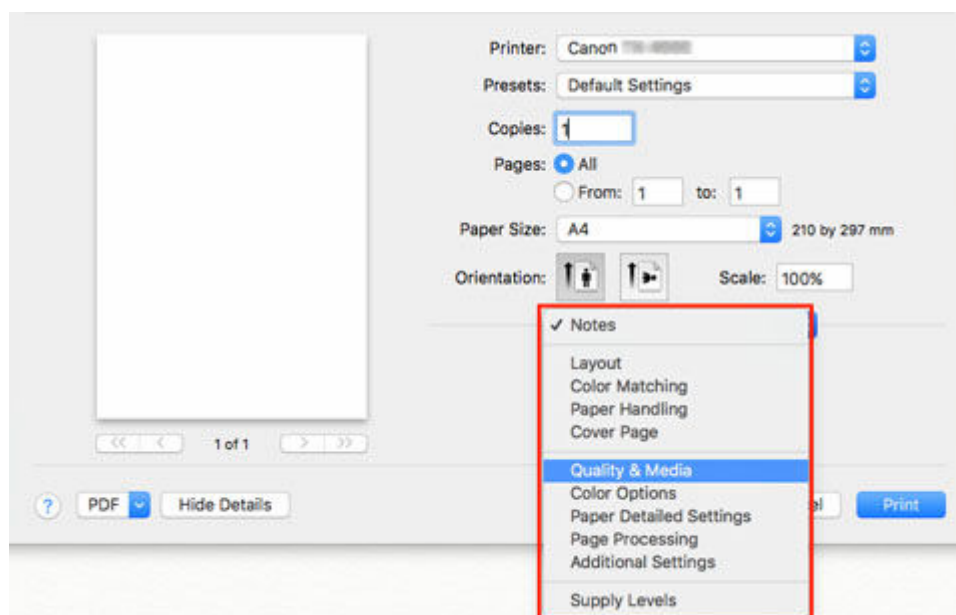 Printer: Canon
Presets: Default Settings
Copies: 1
Pages: All
From: 1 to: 1
Paper Size: A4 210 by 297 mm
Orientation: Scale: 100%
✓ Notes
Layout
Color Matching
Paper Handling
Cover Page
<< < 1 of 1 > >>
Quality & Media
Color Options
Paper Detailed Settings
Page Processing
Additional Settings
Supply Levels
? PDF Hide Details el Print